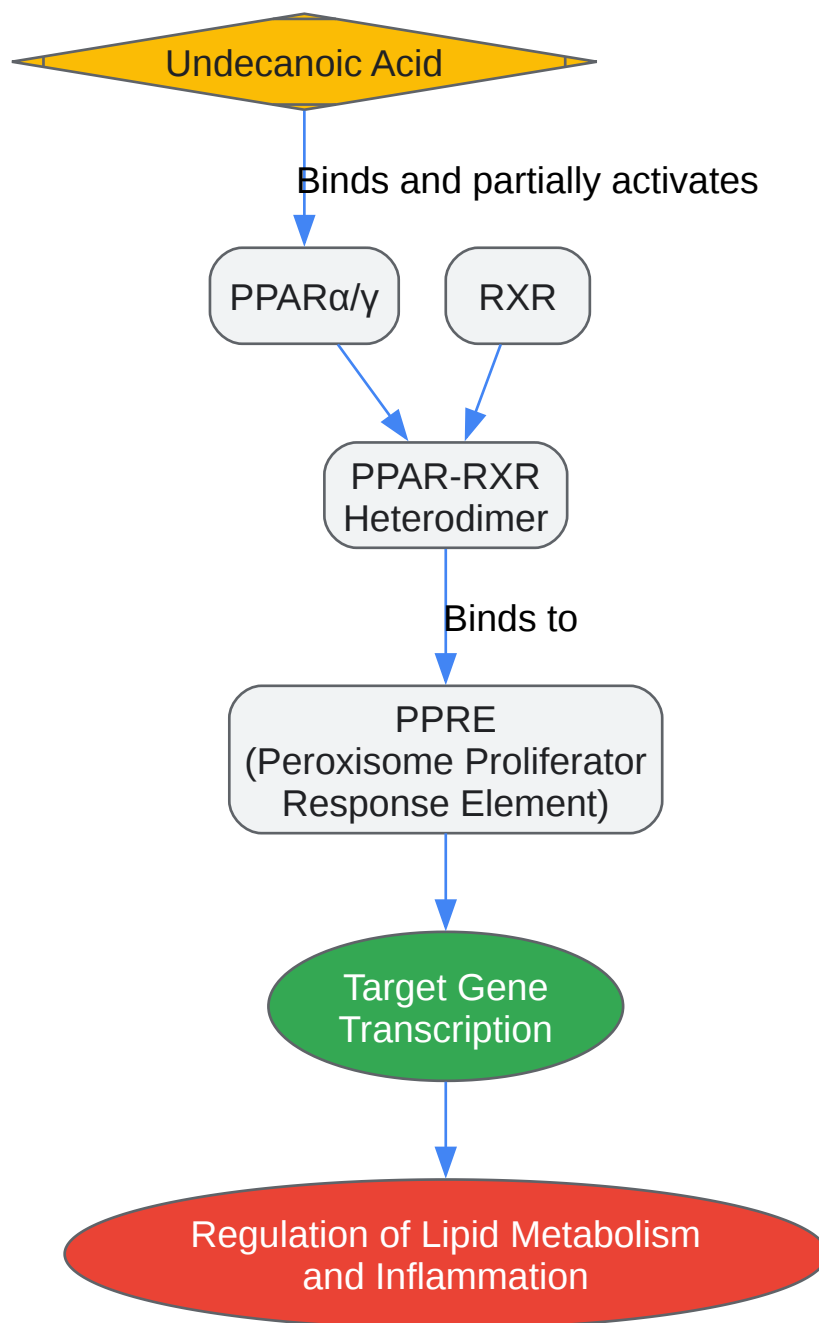 Undecanoic Acid
Binds and partially activates
PPARα/γ
RXR
PPAR-RXR
Heterodimer
Binds to
PPRE
(Peroxisome Proliferator
Response Element)
Target Gene
Transcription
Regulation of Lipid Metabolism
and Inflammation